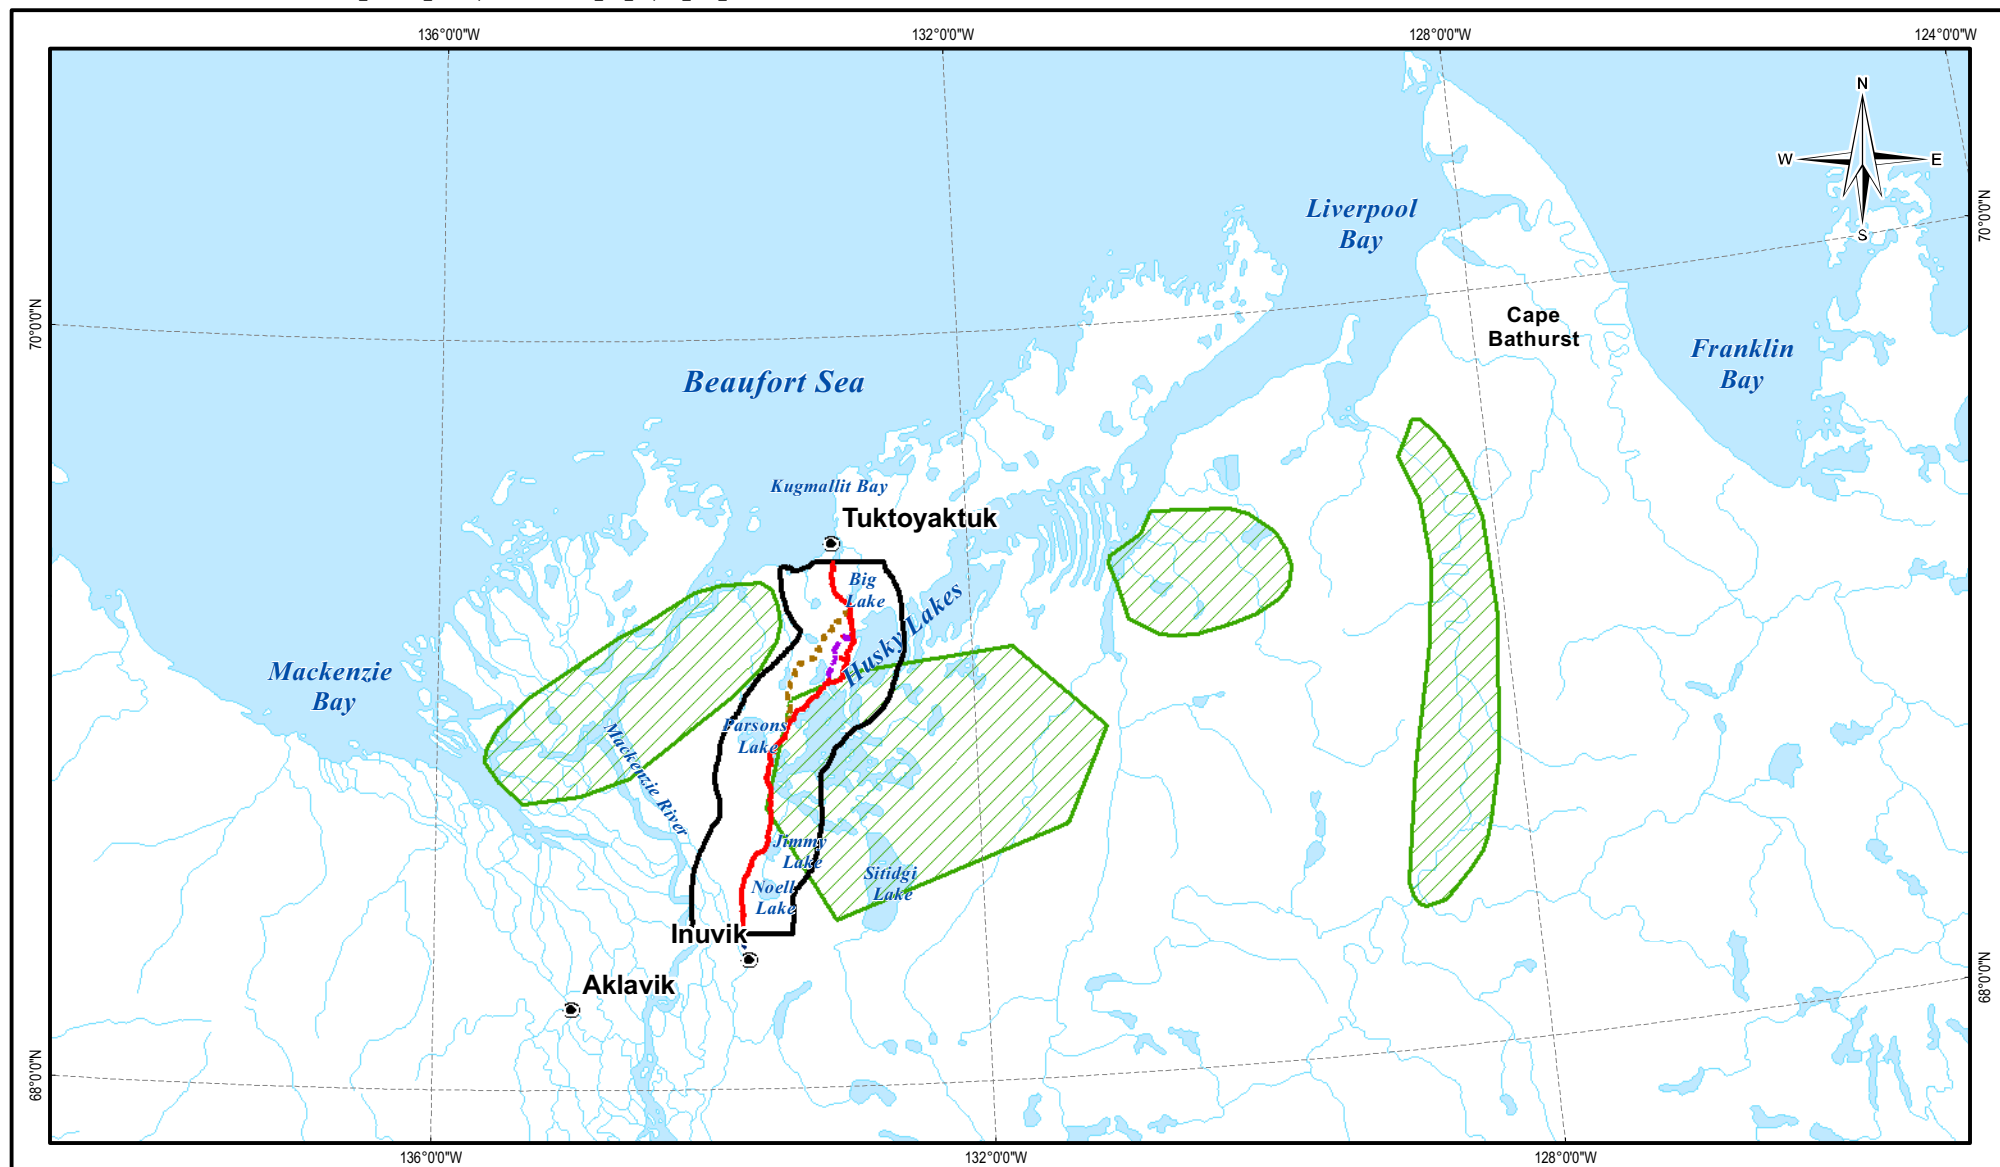 136°0'0"W
132°0'0"W
128°0'0"W
124°0'0"W
N
W
E
S
70°0'0"N
70°0'0"N
Liverpool
Bay
Cape
Bathurst
Franklin
Bay
Beaufort Sea
Kugmallit Bay
Tuktoyaktuk
Big
Lake
Husky Lakes
Mackenzie
Bay
Parsons
Lake
Mackenzie River
Jimmy
Lake
Sitidgi
Lake
Noell
Lake
Inuvik
Aklavik
68°0'0"N
68°0'0"N
136°0'0"W
132°0'0"W
128°0'0"W